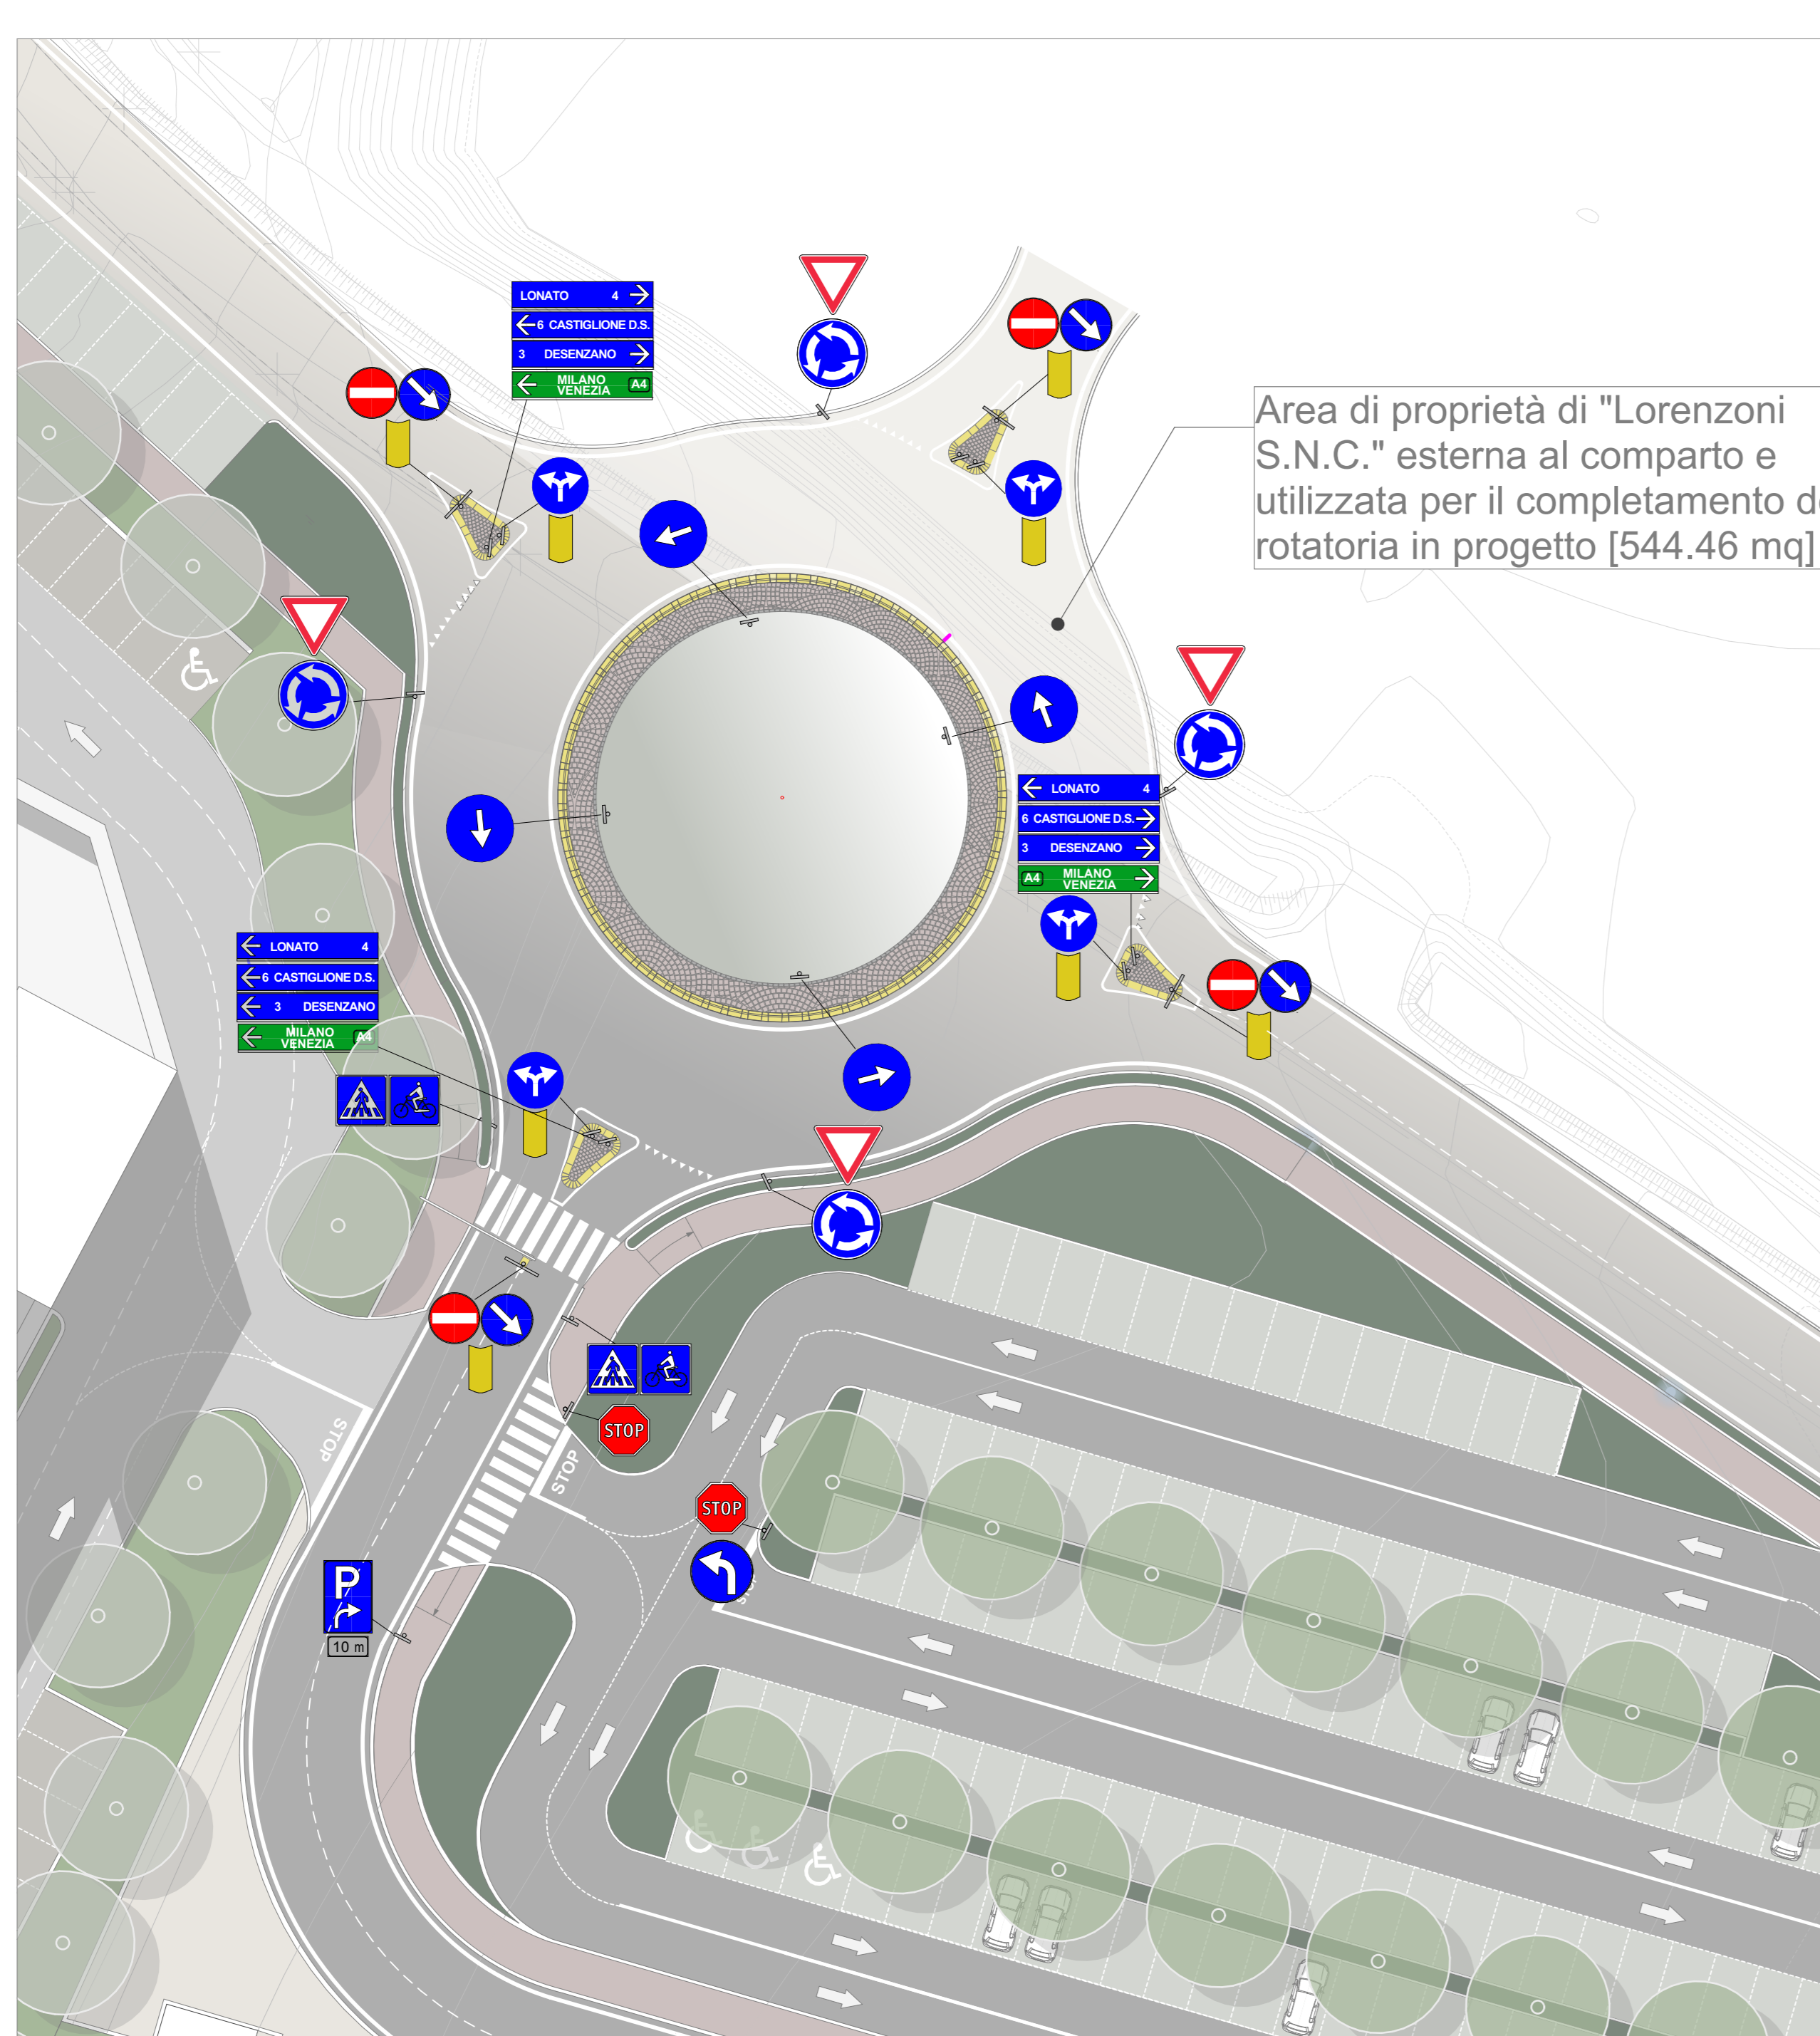 LONATO 4
6 CASTIGLIONE D.S.
3 DESENZANO
MILANO
VENEZIA A4
Area di proprietà di "Lorenzoni
S.N.C." esterna al comparto e
utilizzata per il completamento
rotatoria in progetto [544.46 mq]
LONATO 4
6 CASTIGLIONE D.S.
3 DESENZANO
A4 MILANO
VENEZIA
LONATO 4
6 CASTIGLIONE D.S.
3 DESENZANO
MILANO
VENEZIA A4
STOP
STOP
STOP
STOP
P
10 m